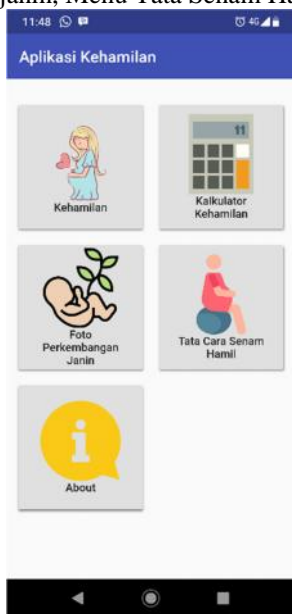 janin, Menu Tata Senam Ha
11:48 4G
Aplikasi Kehamilan
Kehamilan
11
Kalkulator
Kehamilan
Foto
Perkembangan
Janin
Tata Cara Senam
Hamil
i
About